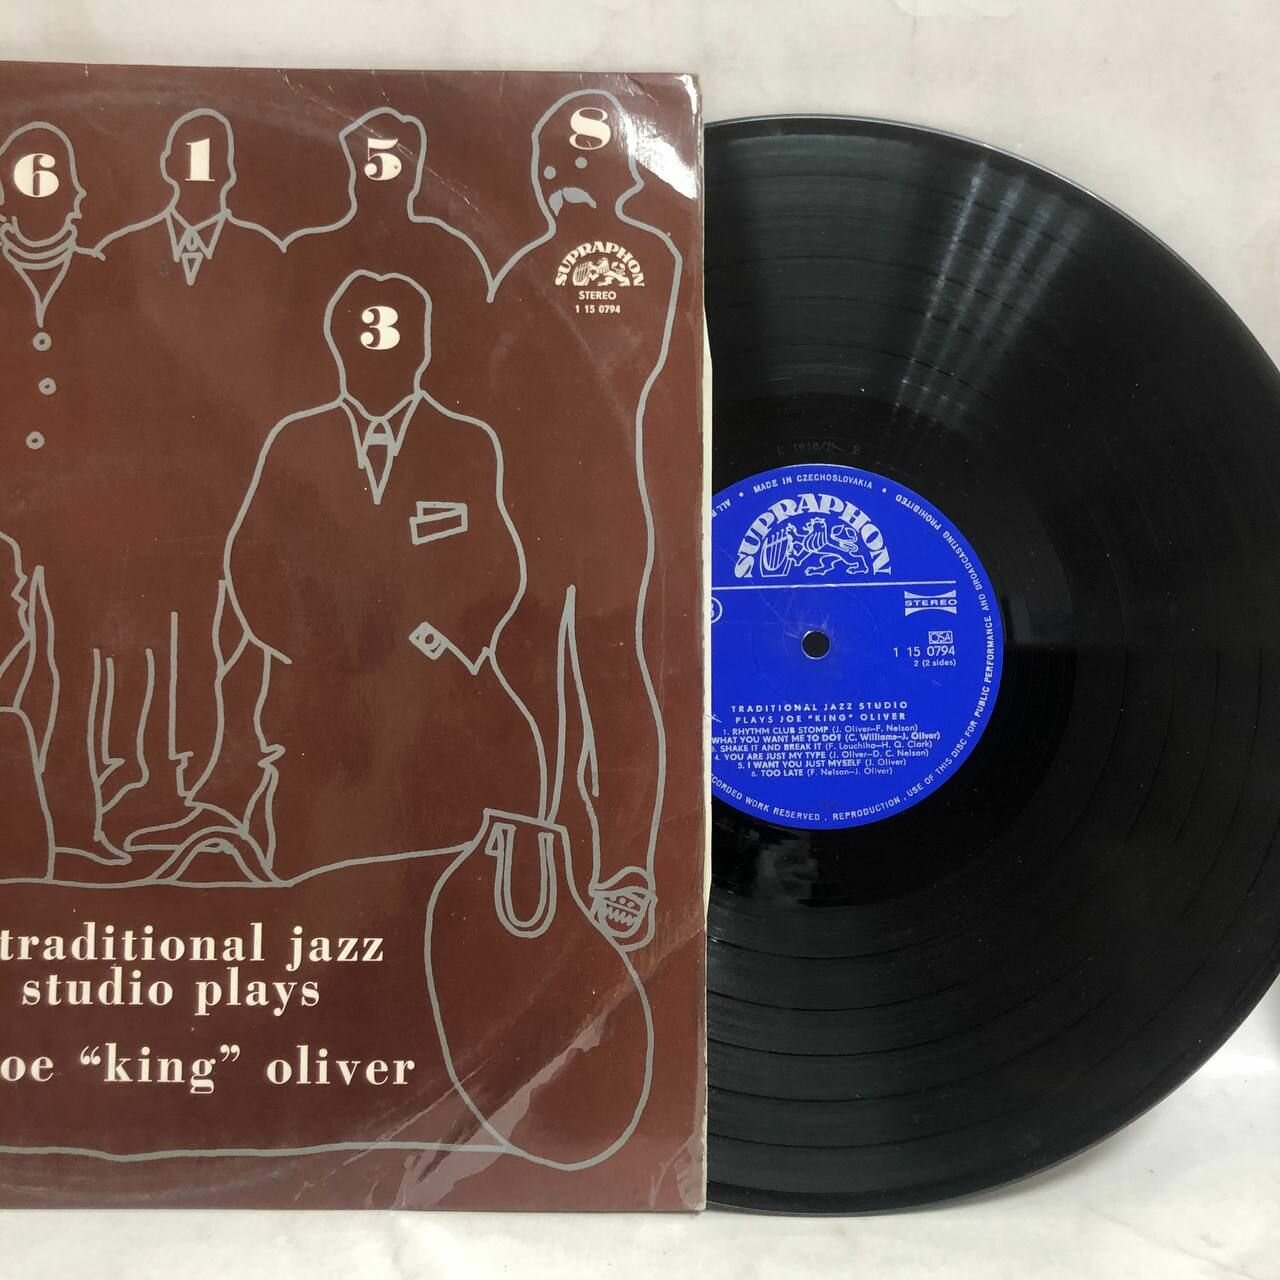 6
1
5
8
SUPRAPHON
STEREO
1 15 0794
3
traditional jazz
studio plays
oe “king” oliver
MADE IN CZECHOSLOVAKIA
SUPRAPHON
STEREO
OSA
1 15 0794
2 (2 sides)
TRADITIONAL JAZZ STUDIO
PLAYS JOE "KING" OLIVER
1. RHYTHM CLUB STOMP (J. Oliver—F. Nelson)
WHAT YOU WANT ME TO DO? (C. Williams—J. Oliver)
3. SHAKE IT AND BREAK IT (F. Louchiha—H. Q. Clark)
4. YOU ARE JUST MY TYPE (J. Oliver—D. C. Nelson)
5. I WANT YOU JUST MYSELF (J. Oliver)
6. TOO LATE (F. Nelson—J. Oliver)
CORDED WORK RESERVED . REPRODUCTION , USE OF THIS DISC FOR PUBLIC PERFORMANCE AND BROADCASTING PROHIBITED